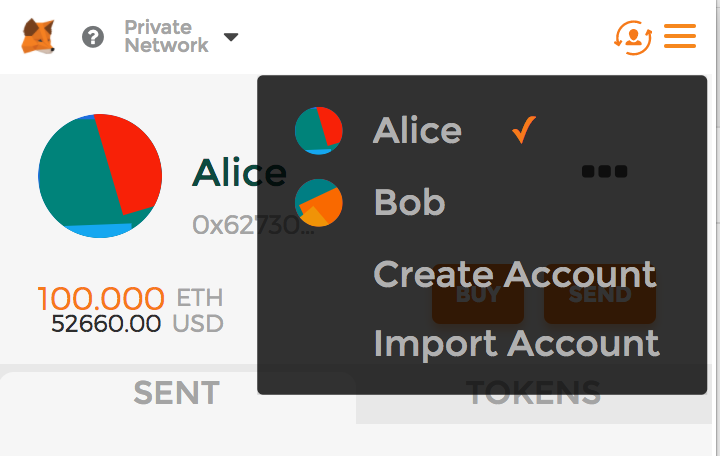 ?
Private
Network
Alice
0x62730...
100.000 ETH
52660.00 USD
Alice
Bob
Create Account
Import Account
BUY
SEND
SENT
TOKENS